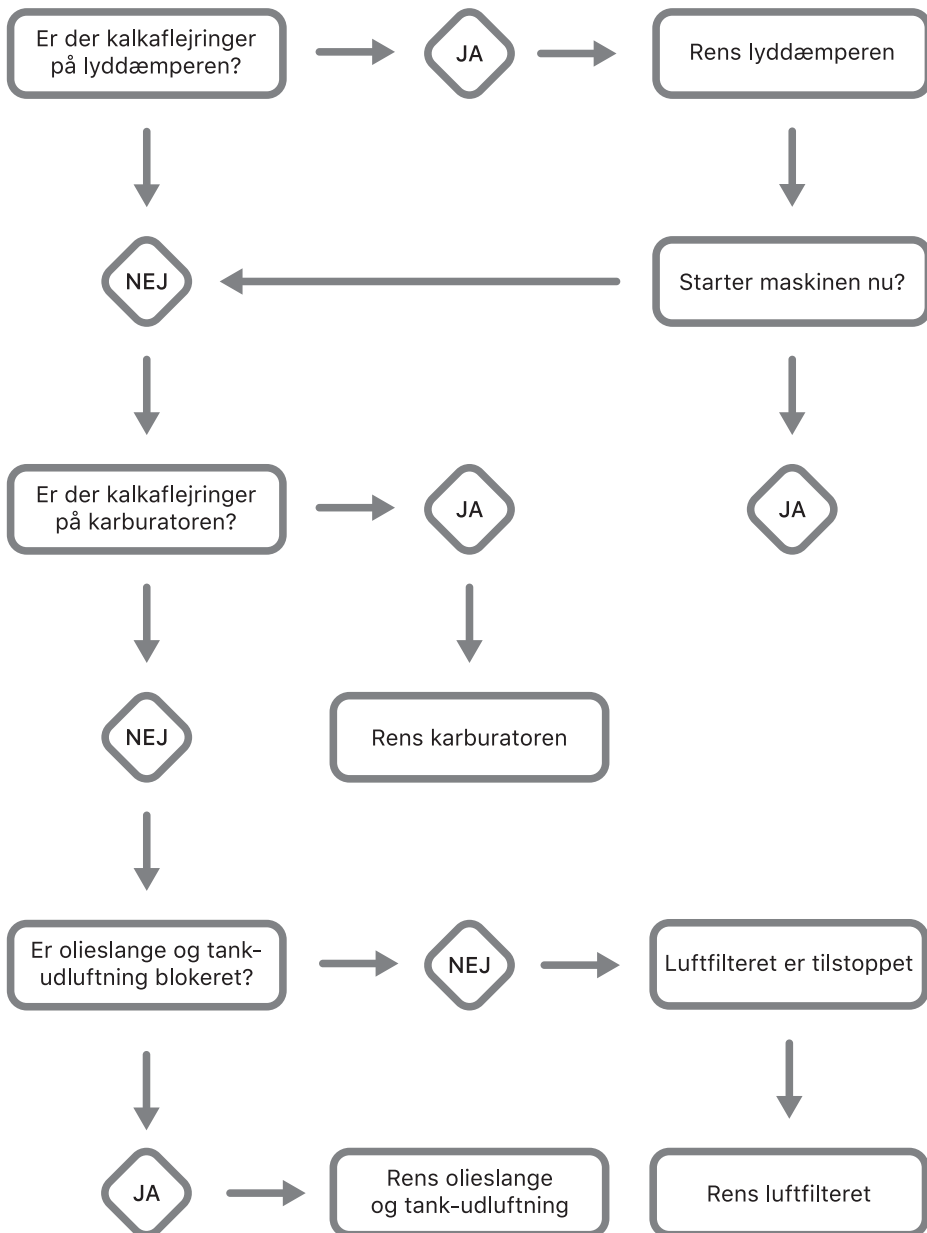 Er der kalkaflejringer
på lyddæmperen?
JA
Rens lyddæmperen
NEJ
Starter maskinen nu?
Er der kalkaflejringer
på karburatoren?
JA
JA
NEJ
Rens karburatoren
Er olieslange og tank-
udluftning blokeret?
NEJ
Luftfilteret er tilstoppet
JA
Rens olieslange
og tank-udluftning
Rens luftfilteret